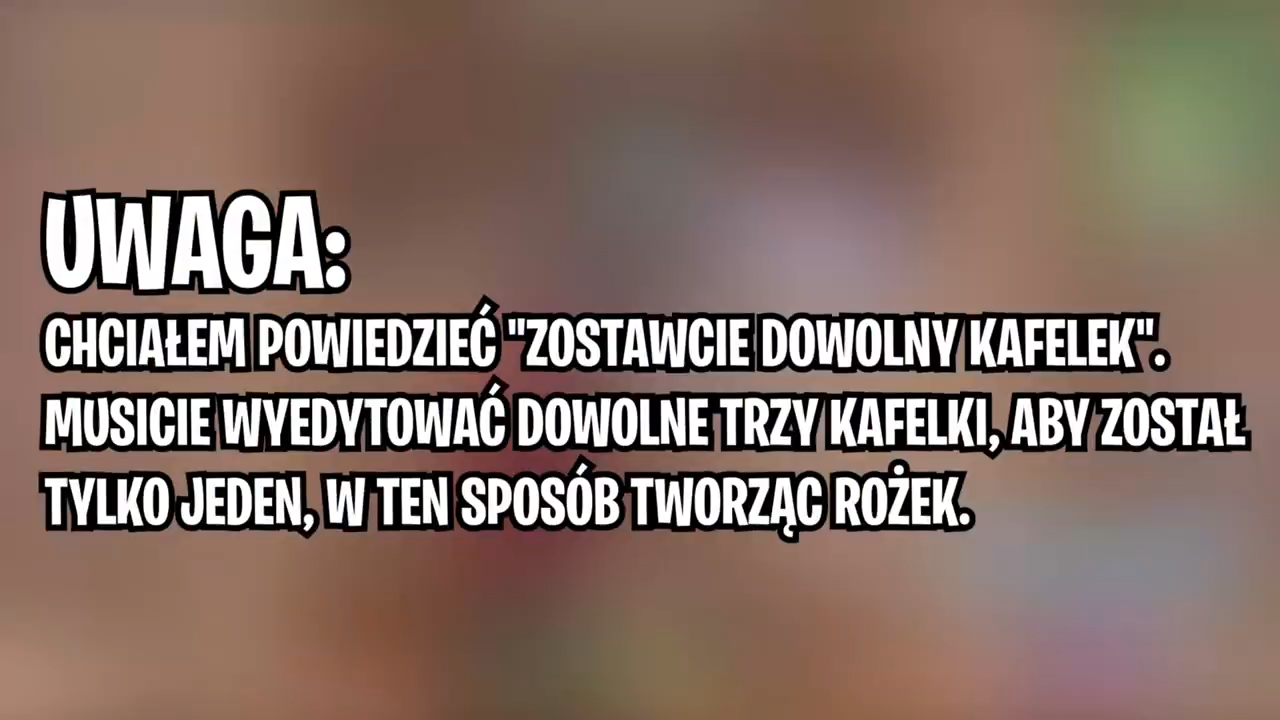 UWAGA:
CHCIAŁEM POWIEDZIEĆ "ZOSTAWCIE DOWOLNY KAFELEK".
MUSICIE WYEDYTOWAĆ DOWOLNE TRZY KAFELKI, ABY ZOSTAŁ
TYLKO JEDEN, W TEN SPOSÓB TWORZĄC ROŻEK.